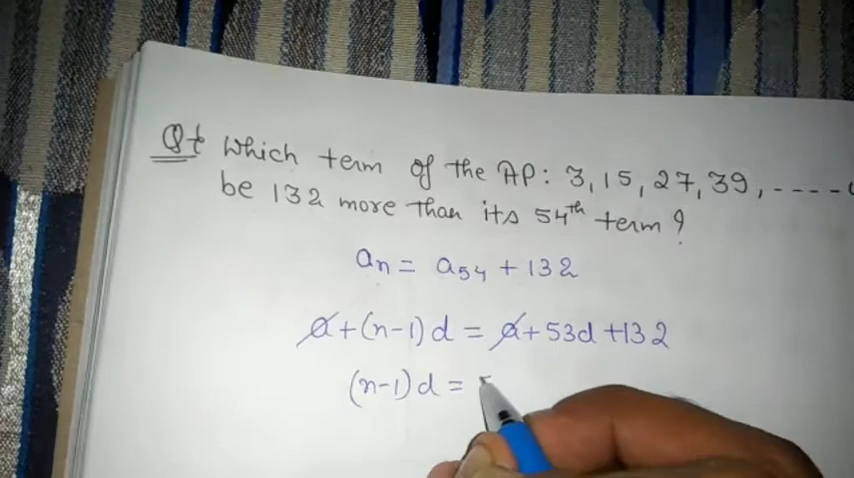 Qt Which term of the AP: 3, 15, 27, 39, ----
be 132 more than its 54th term ?
an = a54 + 132
a+(n-1)d = a+53d+132
(n-1)d =